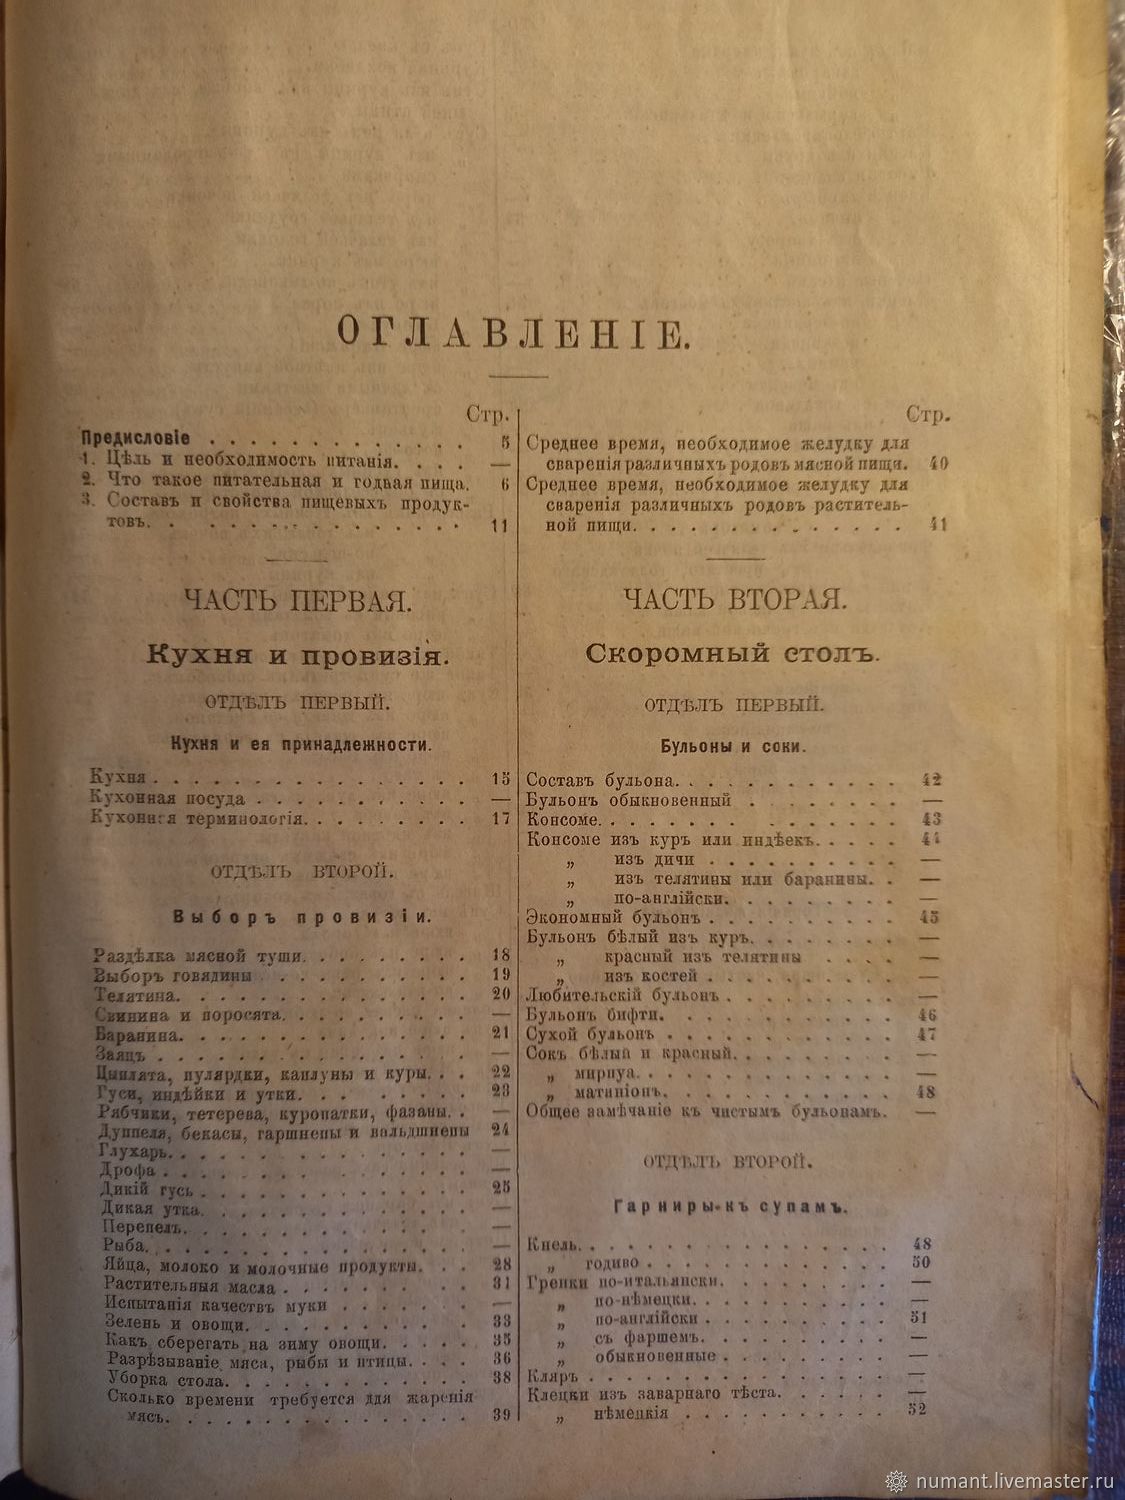 ОГЛАВЛЕНІЕ.
Стр.
Предисловіе . . . . . . . . . . . . . 5
1. Цѣль и необходимость питанія. . . . —
2. Что такое питательная и годвая пища. 6
3. Составъ и свойства пищевыхъ продук-
товъ. . . . . . . . . . . . . . 11
ЧАСТЬ ПЕРВАЯ.
Кухня и провизія.
ОТДѢЛЪ ПЕРВЫЙ.
Кухня и ея принадлежности.
Кухня . . . . . . . . . . . . . . . . 15
Кухонная посуда . . . . . . . . . . . —
Кухонная терминологія. . . . . . . . . 17
ОТДѢЛЪ ВТОРОЙ.
Выборъ провизіи.
Раздѣлка мясной туши. . . . . . . . . 18
Выборъ говядины . . . . . . . . . . . 19
Телятина. . . . . . . . . . . . . . . 20
Свинина и поросята. . . . . . . . . . —
Баранина. . . . . . . . . . . . . . . 21
Заяцъ . . . . . . . . . . . . . . . . —
Цыплята, пулярдки, каплуны и куры. . . 22
Гуси, индѣйки и утки. . . . . . . . . 23
Рябчики, тетерева, куропатки, фазаны. . —
Дуппеля, бекасы, гаршнепы и вальдшнепы 24
Глухарь. . . . . . . . . . . . . . . —
Дрофа . . . . . . . . . . . . . . . —
Дикій гусь . . . . . . . . . . . . . 25
Дикая утка. . . . . . . . . . . . . . —
Перепелъ. . . . . . . . . . . . . . . —
Рыба. . . . . . . . . . . . . . . . . —
Яйца, молоко и молочные продукты. . . 28
Растительныя масла . . . . . . . . . 31
Испытанія качествъ муки . . . . . . . —
Зелень и овощи. . . . . . . . . . . . 33
Какъ сберегать на зиму овощи. . . . . 35
Разрѣзываніе мяса, рыбы и птицы. . . . 36
Уборка стола. . . . . . . . . . . . . 38
Сколько времени требуется для жаренія
мясъ. . . . . . . . . . . . . . . 39
Стр.
Среднее время, необходимое желудку для
сваренія различныхъ родовъ мясной пищи. 40
Среднее время, необходимое желудку для
сваренія различныхъ родовъ раститель-
ной пищи. . . . . . . . . . . . . . 41
ЧАСТЬ ВТОРАЯ.
Скоромный столъ.
ОТДѢЛЪ ПЕРВЫЙ.
Бульоны и соки.
Составъ бульона. . . . . . . . . . . . 42
Бульонъ обыкновенный . . . . . . . . —
Консоме. . . . . . . . . . . . . . . 43
Консоме изъ куръ или индѣекъ. . . . . 44
„ изъ дичи . . . . . . . . . . —
„ изъ телятины или баранины. . —
„ по-англійски. . . . . . . . . —
Экономный бульонъ . . . . . . . . . . 45
Бульонъ бѣлый изъ куръ. . . . . . . . —
„ красный изъ телятины . . . . —
„ изъ костей . . . . . . . . . —
Любительскій бульонъ . . . . . . . . . —
Бульонъ бифти. . . . . . . . . . . . 46
Сухой бульонъ . . . . . . . . . . . . 47
Сокъ бѣлый и красный. . . . . . . . . —
„ мирпуа. . . . . . . . . . . . . —
„ матиніонъ. . . . . . . . . . . . 48
Общее замѣчаніе къ чистымъ бульонамъ. —
ОТДѢЛЪ ВТОРОЙ.
Гарниры къ супамъ.
Кнель. . . . . . . . . . . . . . . . 48
„ годиво . . . . . . . . . . . . . 50
Гренки по-итальянски. . . . . . . . . —
„ по-нѣмецки. . . . . . . . . . —
„ по-англійски . . . . . . . . . 51
„ съ фаршемъ. . . . . . . . . . —
„ обыкновенные . . . . . . . . . —
Кляръ . . . . . . . . . . . . . . . . —
Клецки изъ заварнаго тѣста. . . . . . —
„ нѣмецкія . . . . . . . . . . . 52
numant.livemaster.ru